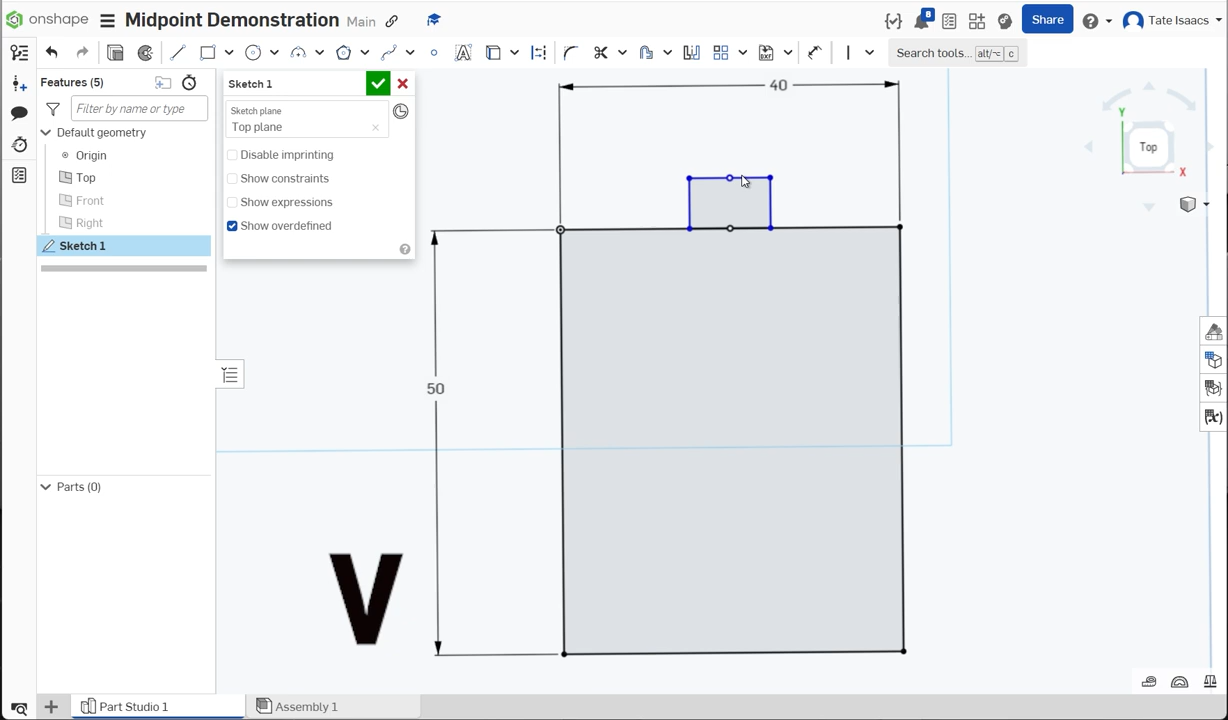 onshape Midpoint Demonstration Main 8 Share Tate Isaacs
Search tools... alt/⌥ c
Features (5)
Filter by name or type
Default geometry
Origin
Top
Front
Right
Sketch 1
Parts (0)
Sketch 1
Sketch plane
Top plane
Disable imprinting
Show constraints
Show expressions
Show overdefined
40
50
V
Y
Top
X
Part Studio 1 Assembly 1